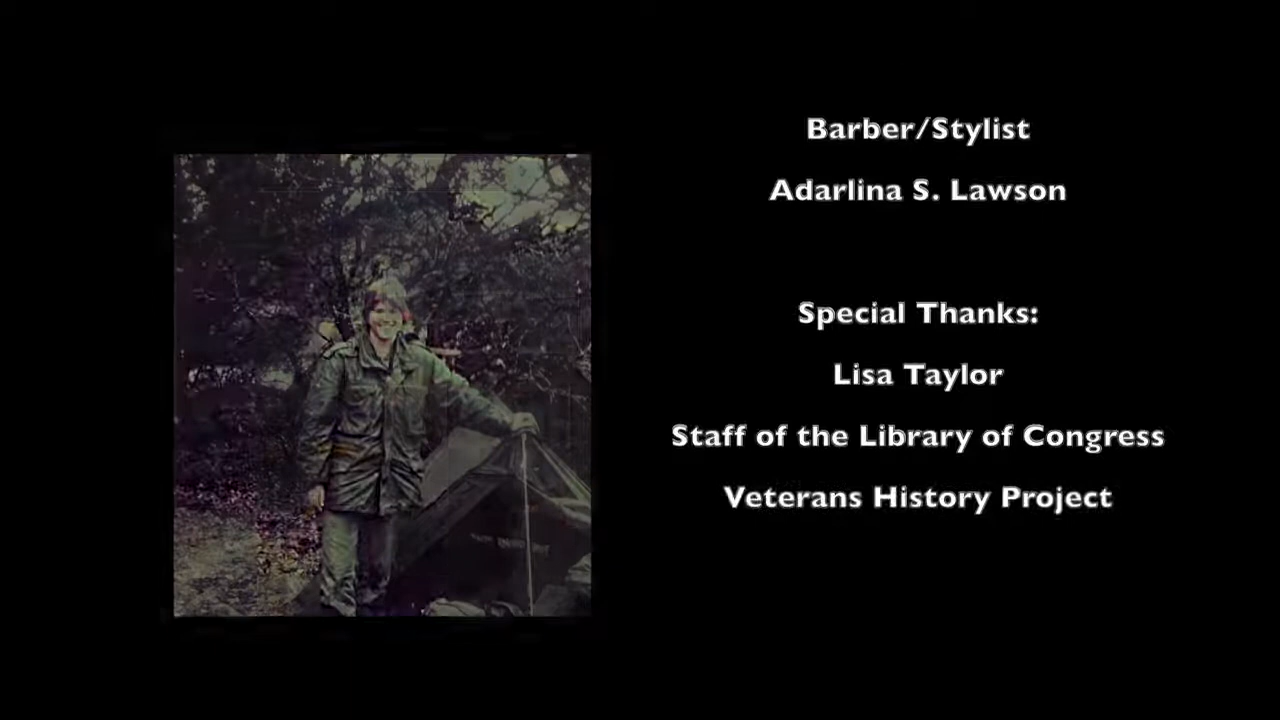 Barber/Stylist
Adarlina S. Lawson
Special Thanks:
Lisa Taylor
Staff of the Library of Congress
Veterans History Project